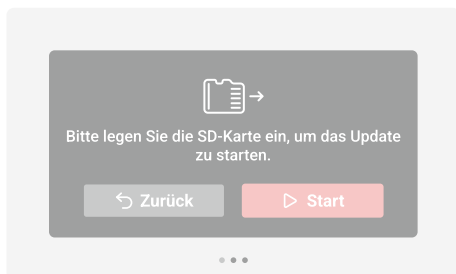 Bitte legen Sie die SD-Karte ein, um das Update
zu starten.
Zurück
Start